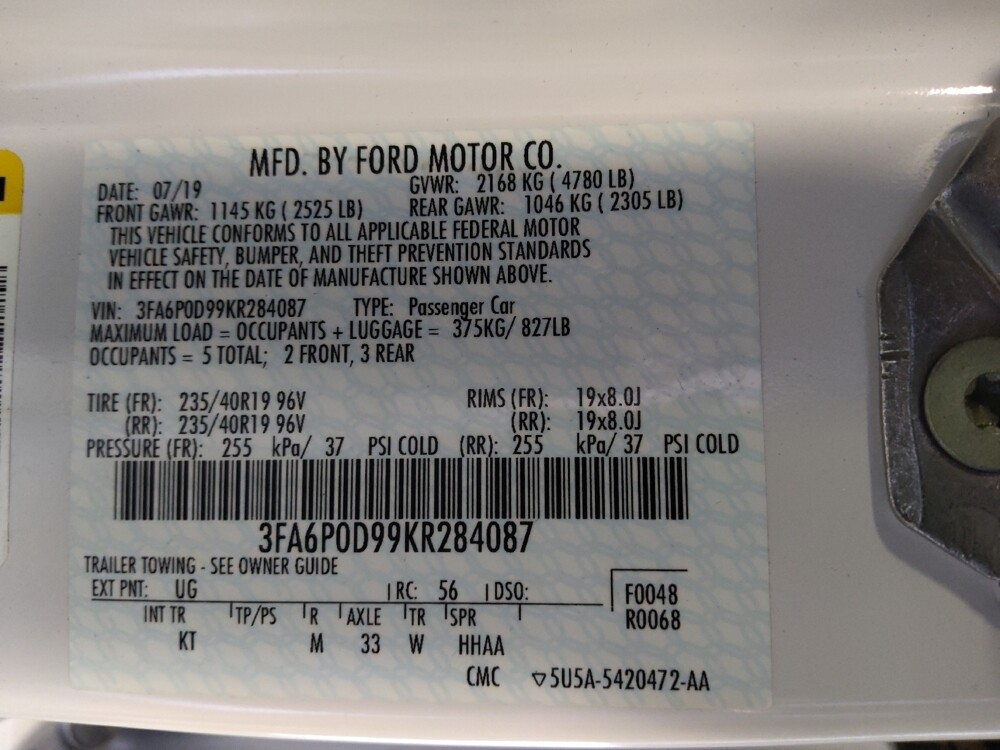 MFD. BY FORD MOTOR CO.
DATE: 07/19 GVWR: 2168 KG ( 4780 LB)
FRONT GAWR: 1145 KG ( 2525 LB) REAR GAWR: 1046 KG ( 2305 LB)
THIS VEHICLE CONFORMS TO ALL APPLICABLE FEDERAL MOTOR
VEHICLE SAFETY, BUMPER, AND THEFT PREVENTION STANDARDS
IN EFFECT ON THE DATE OF MANUFACTURE SHOWN ABOVE.
VIN: 3FA6P0D99KR284087 TYPE: Passenger Car
MAXIMUM LOAD = OCCUPANTS + LUGGAGE = 375KG/ 827LB
OCCUPANTS = 5 TOTAL; 2 FRONT, 3 REAR
TIRE (FR): 235/40R19 96V RIMS (FR): 19x8.0J
(RR): 235/40R19 96V (RR): 19x8.0J
PRESSURE (FR): 255 kPa/ 37 PSI COLD (RR): 255 kPa/ 37 PSI COLD
3FA6P0D99KR284087
TRAILER TOWING - SEE OWNER GUIDE
EXT PNT: UG RC: 56 DSO: F0048
INT TR TP/PS R AXLE TR SPR R0068
KT M 33 W HHAA
CMC ▽5U5A-5420472-AA